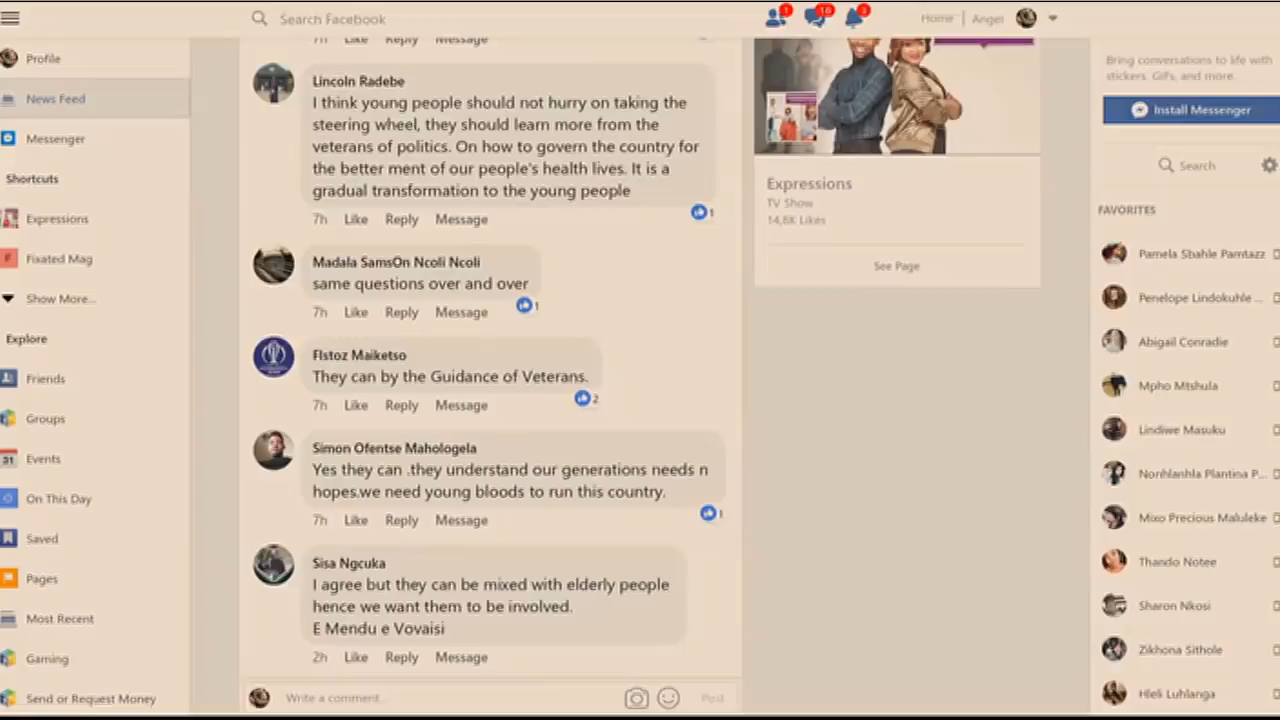 Search Facebook
1
10
3
Home
Angel
Profile
News Feed
Messenger
Shortcuts
Expressions
Fixated Mag
Show More...
Explore
Friends
Groups
31
Events
On This Day
Saved
Pages
Most Recent
Gaming
Send or Request Money
7h Like Reply Message
Lincoln Radebe
I think young people should not hurry on taking the
steering wheel, they should learn more from the
veterans of politics. On how to govern the country for
the better ment of our people's health lives. It is a
gradual transformation to the young people
1
7h Like Reply Message
Madala SamsOn Ncoli Ncoli
same questions over and over
1
7h Like Reply Message
FIstoz Maiketso
They can by the Guidance of Veterans.
2
7h Like Reply Message
Simon Ofentse Mahologela
Yes they can .they understand our generations needs n
hopes.we need young bloods to run this country.
1
7h Like Reply Message
Sisa Ngcuka
I agree but they can be mixed with elderly people
hence we want them to be involved.
E Mendu e Vovaisi
2h Like Reply Message
Write a comment...
Post
Expressions
TV Show
14,8K Likes
See Page
Bring conversations to life with
stickers, GIFs, and more.
Install Messenger
Search
FAVORITES
Pamela Sbahle Pamtazz
Penelope Lindokuhle ...
Abigail Conradie
Mpho Mtshula
Lindiwe Masuku
Nonhlanhla Plantina P...
Mixo Precious Maluleke
Thando Notee
Sharon Nkosi
Zikhona Sithole
Hleli Luhlanga